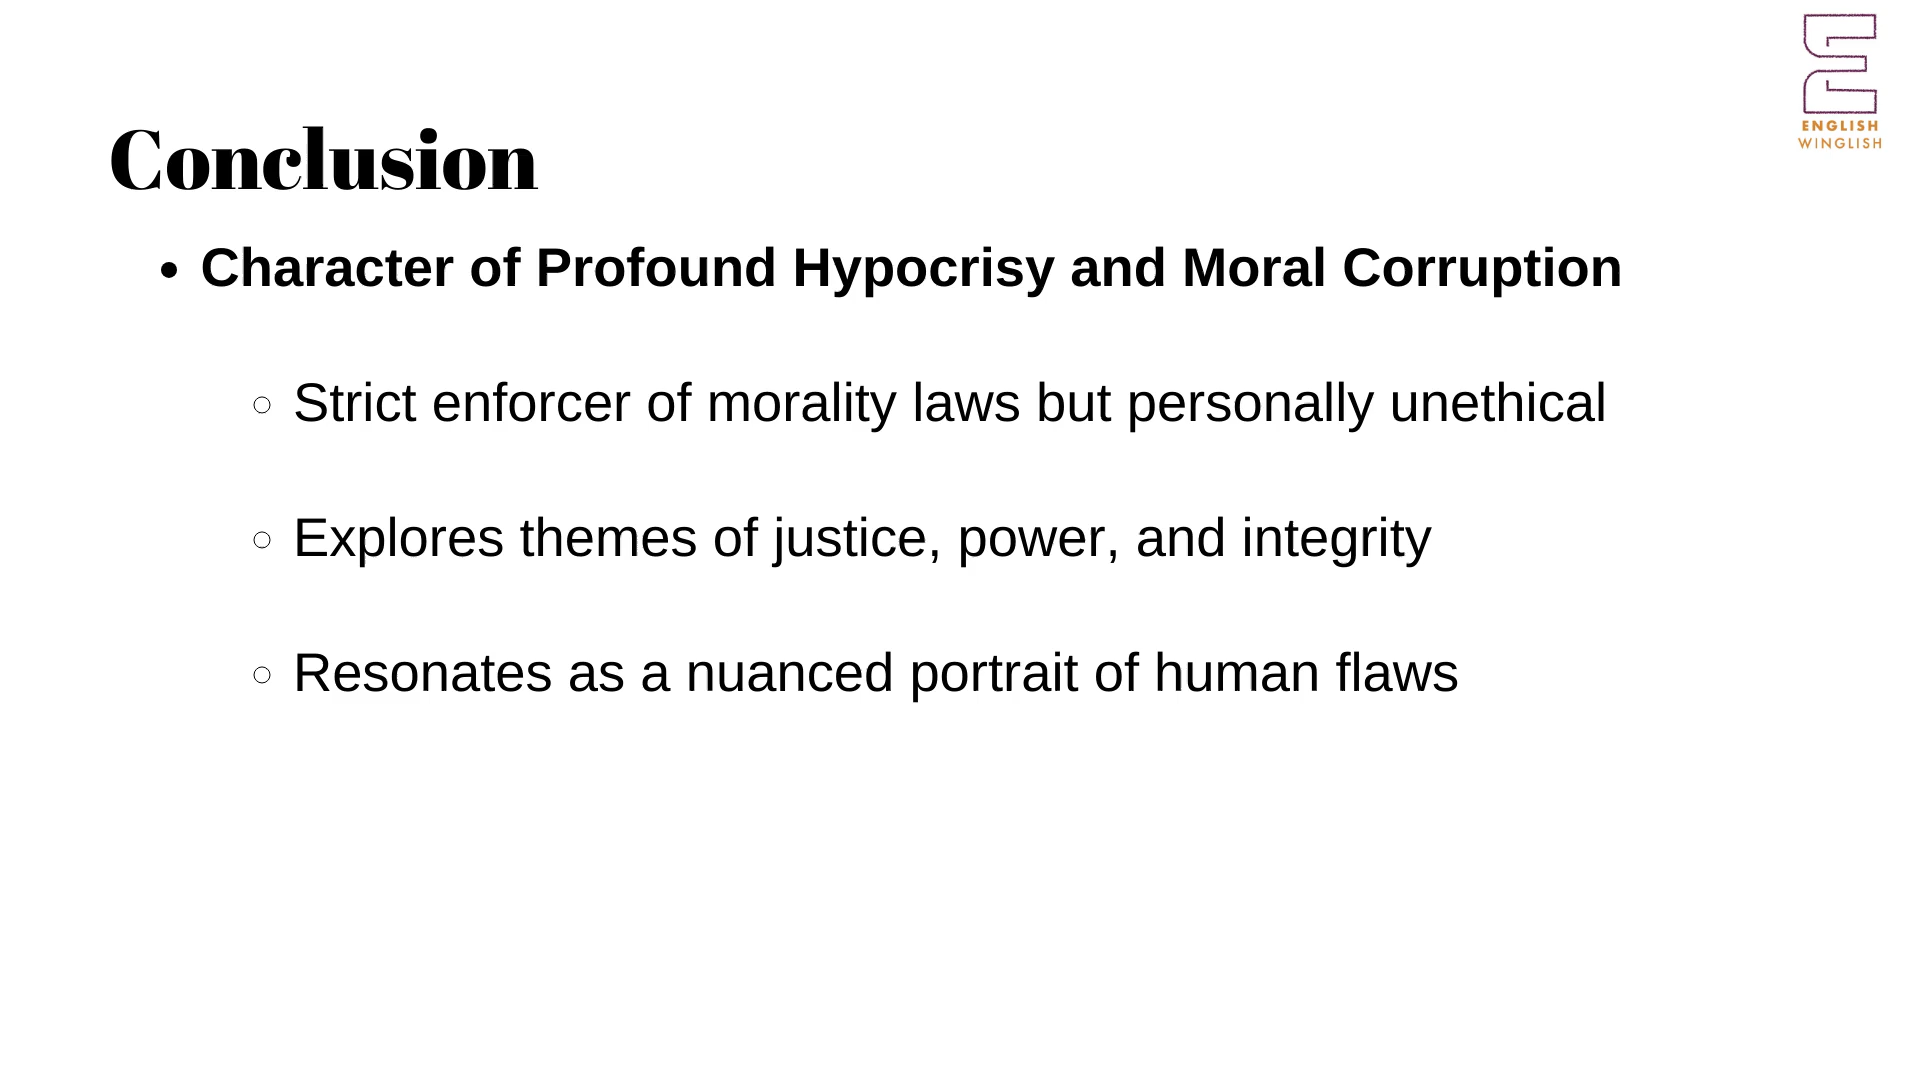 ENGLISH
WINGLISH
Conclusion
• Character of Profound Hypocrisy and Moral Corruption
○ Strict enforcer of morality laws but personally unethical
○ Explores themes of justice, power, and integrity
○ Resonates as a nuanced portrait of human flaws